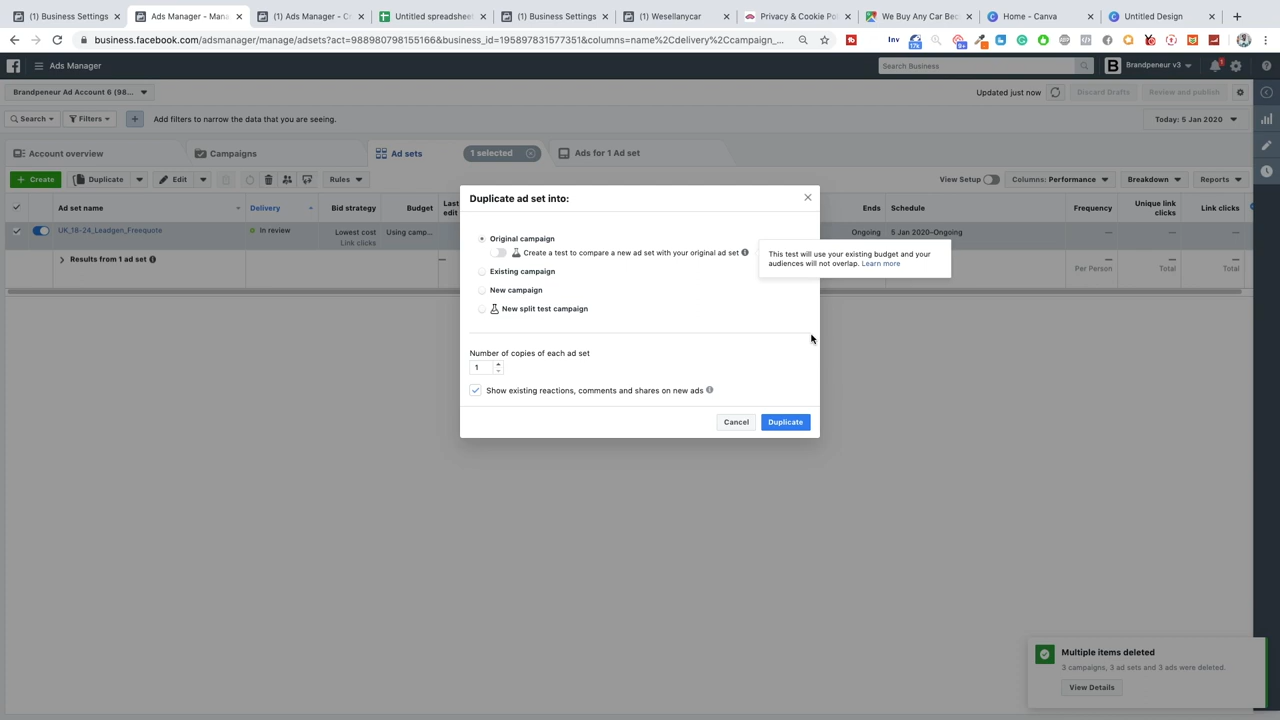 (1) Business Settings
Ads Manager - Mana
(1) Ads Manager - C
Untitled spreadsheet
(1) Business Settings
(1) Wesellanycar
Privacy & Cookie Po
We Buy Any Car Bec
Home - Canva
Untitled Design
business.facebook.com/adsmanager/manage/adsets?act=988980798155166&business_id=195897831577351&columns=name%2Cdelivery%2Ccampaign_...
Inv
17k
9+
Ads Manager
Search Business
Brandpeneur v3
1
Brandpeneur Ad Account 6 (98...
Updated just now
Discard Drafts
Review and publish
Search
Filters
Add filters to narrow the data that you are seeing.
Today: 5 Jan 2020
Account overview
Campaigns
Ad sets
1 selected
Ads for 1 Ad set
+ Create
Duplicate
Edit
Rules
View Setup
Columns: Performance
Breakdown
Reports
Ad set name
Delivery
Bid strategy
Budget
Last
edit
Ends
Schedule
Frequency
Unique link
clicks
Link clicks
UK_18-24_Leadgen_Freequote
In review
Lowest cost
Link clicks
Using camp...
Ongoing
5 Jan 2020–Ongoing
—
—
—
Results from 1 ad set
—
—
Per Person
—
Total
—
Total
Duplicate ad set into:
Original campaign
Create a test to compare a new ad set with your original ad set
This test will use your existing budget and your
audiences will not overlap. Learn more
Existing campaign
New campaign
New split test campaign
Number of copies of each ad set
1
Show existing reactions, comments and shares on new ads
Cancel
Duplicate
Multiple items deleted
3 campaigns, 3 ad sets and 3 ads were deleted.
View Details